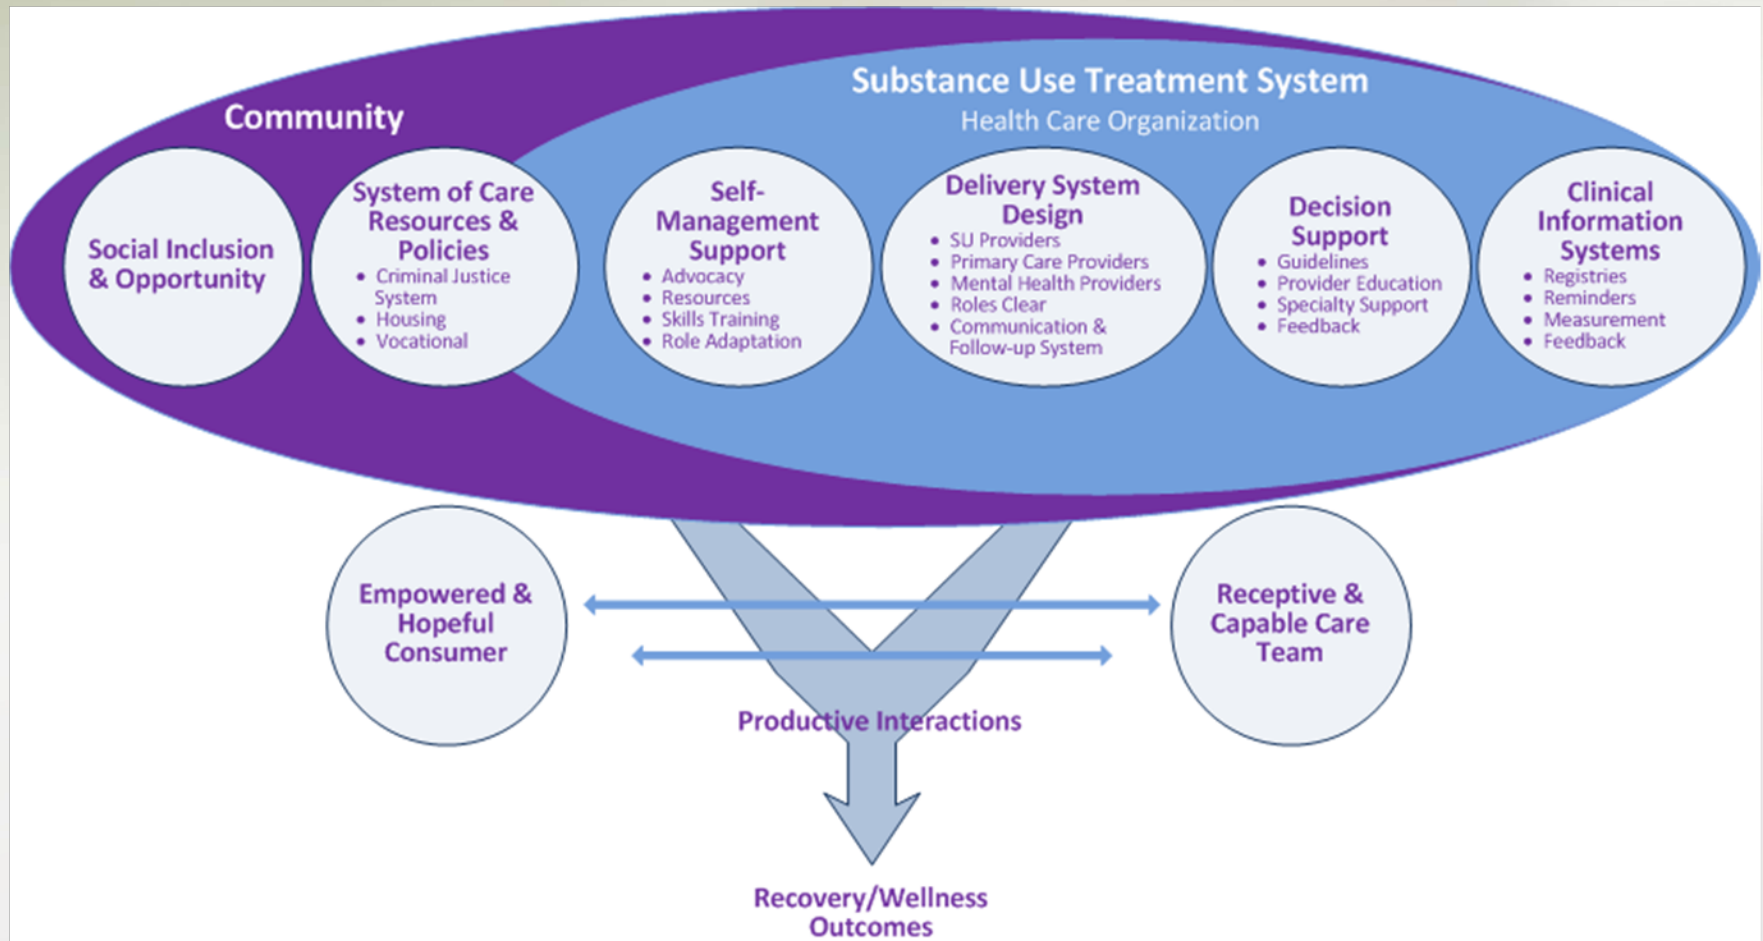 Substance Use Treatment System
Health Care Organization
Community
Social Inclusion
& Opportunity
System of Care
Resources &
Policies
• Criminal Justice
System
• Housing
• Vocational
Self-
Management
Support
• Advocacy
• Resources
• Skills Training
• Role Adaptation
Delivery System
Design
• SU Providers
• Primary Care Providers
• Mental Health Providers
• Roles Clear
• Communication &
Follow-up System
Decision
Support
• Guidelines
• Provider Education
• Specialty Support
• Feedback
Clinical
Information
Systems
• Registries
• Reminders
• Measurement
• Feedback
Empowered &
Hopeful
Consumer
Receptive &
Capable Care
Team
Productive Interactions
Recovery/Wellness
Outcomes